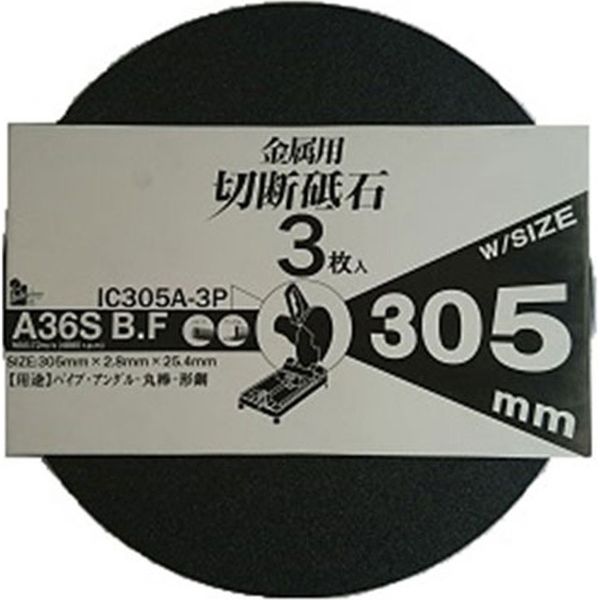 金属用
切断砥石
3枚入
W/SIZE
IC305A-3P
A36S B.F
305
mm
SIZE:305mm×2.8mm×25.4mm
【用途】パイプ・アングル・丸棒・形鋼